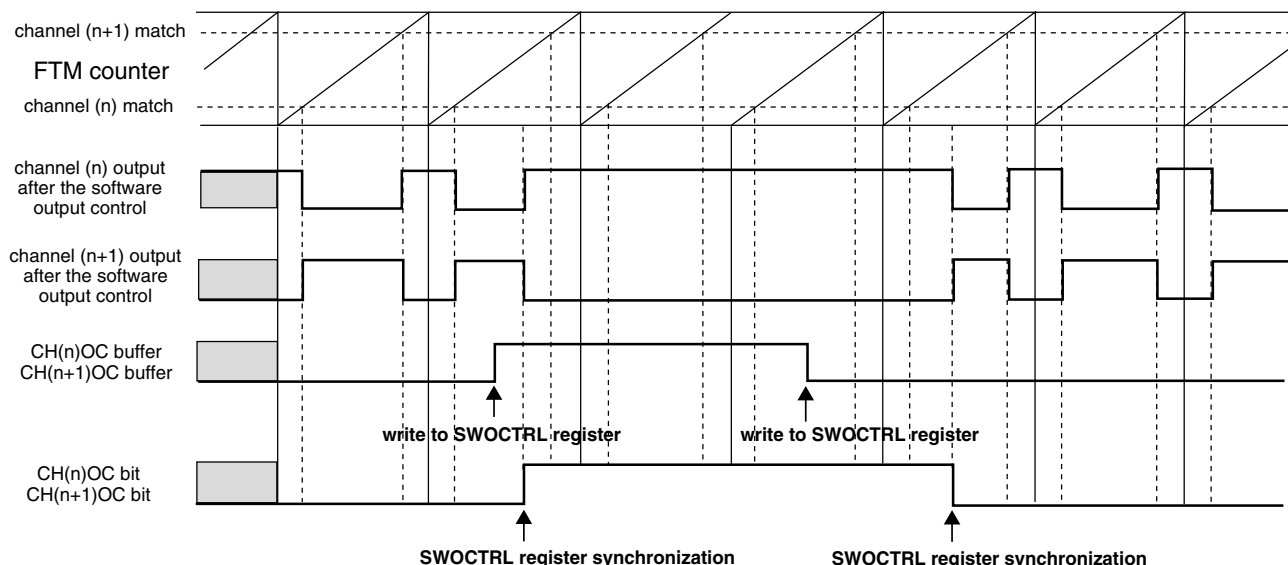 channel (n+1) match
FTM counter
channel (n) match
channel (n) output
after the software
output control
channel (n+1) output
after the software
output control
CH(n)OC buffer
CH(n+1)OC buffer
write to SWOCTRL register
write to SWOCTRL register
CH(n)OC bit
CH(n+1)OC bit
SWOCTRL register synchronization
SWOCTRL register synchronization